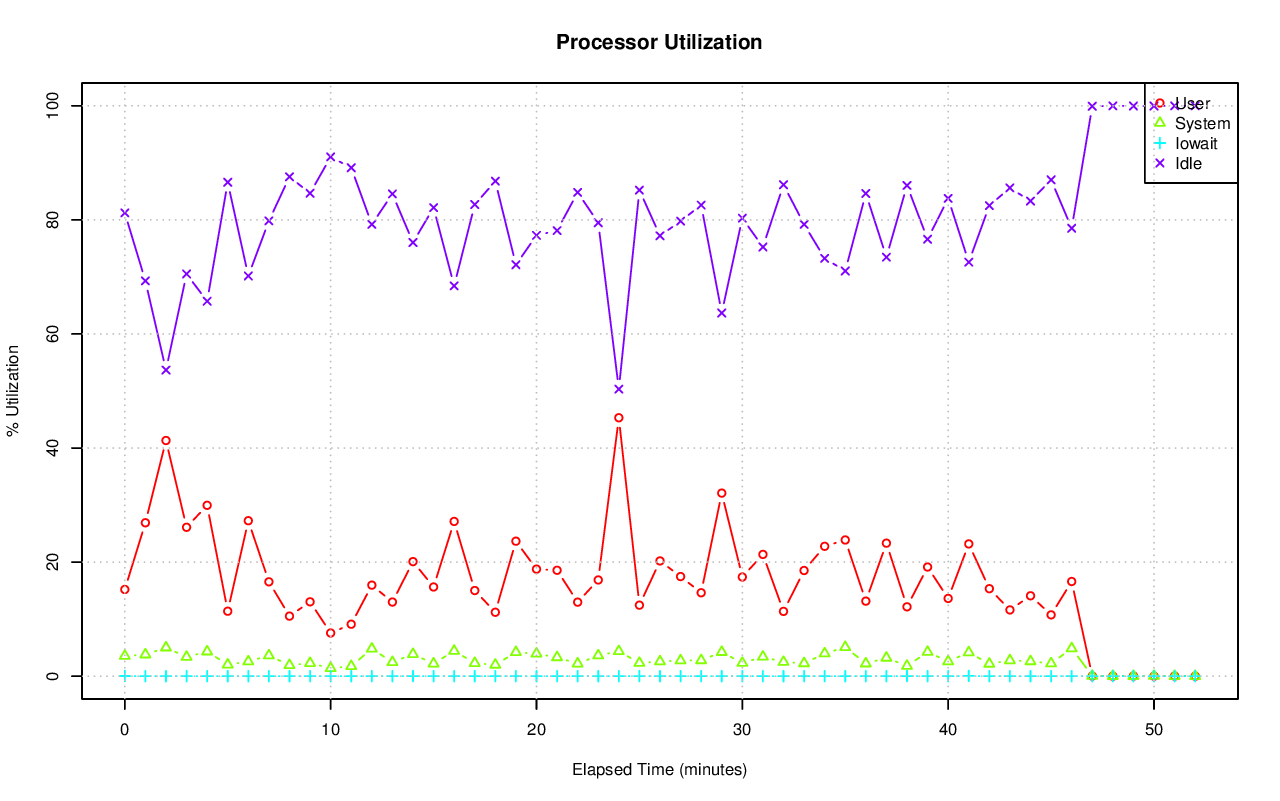 Processor Utilization
% Utilization
100
80
60
40
20
0
User
System
Iowait
Idle
0 10 20 30 40 50
Elapsed Time (minutes)